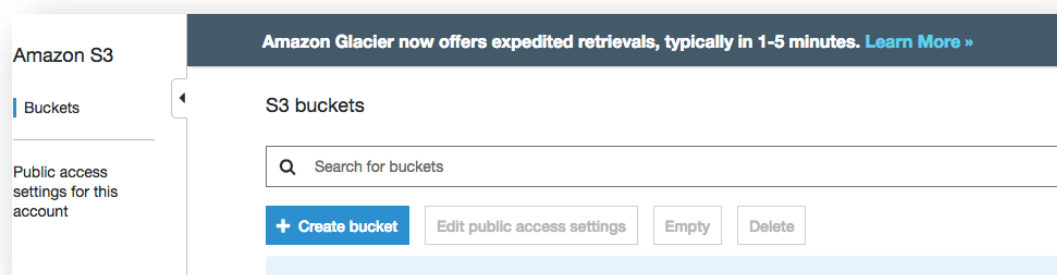 Amazon S3
Buckets
Public access
settings for this
account
Amazon Glacier now offers expedited retrievals, typically in 1-5 minutes. Learn More »
S3 buckets
Search for buckets
Create bucket Edit public access settings Empty Delete